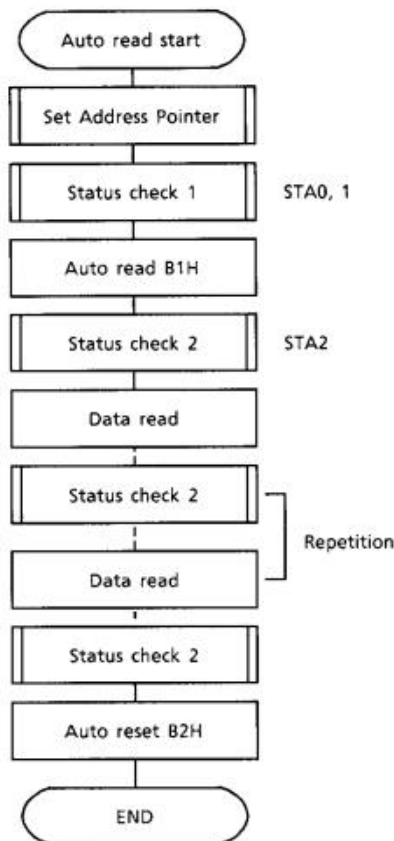 Auto read start
Set Address Pointer
Status check 1
STA0, 1
Auto read B1H
Status check 2
STA2
Data read
Status check 2
Repetition
Data read
Status check 2
Auto reset B2H
END